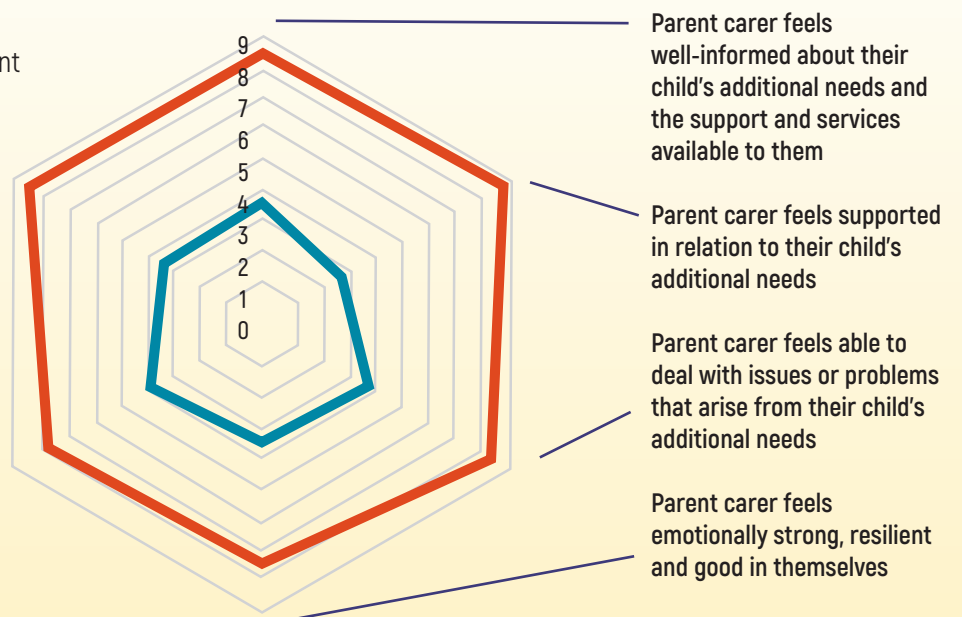 nt
9
8
7
6
5
4
3
2
1
0
Parent carer feels
well-informed about their
child's additional needs and
the support and services
available to them
Parent carer feels supported
in relation to their child's
additional needs
Parent carer feels able to
deal with issues or problems
that arise from their child's
additional needs
Parent carer feels
emotionally strong, resilient
and good in themselves